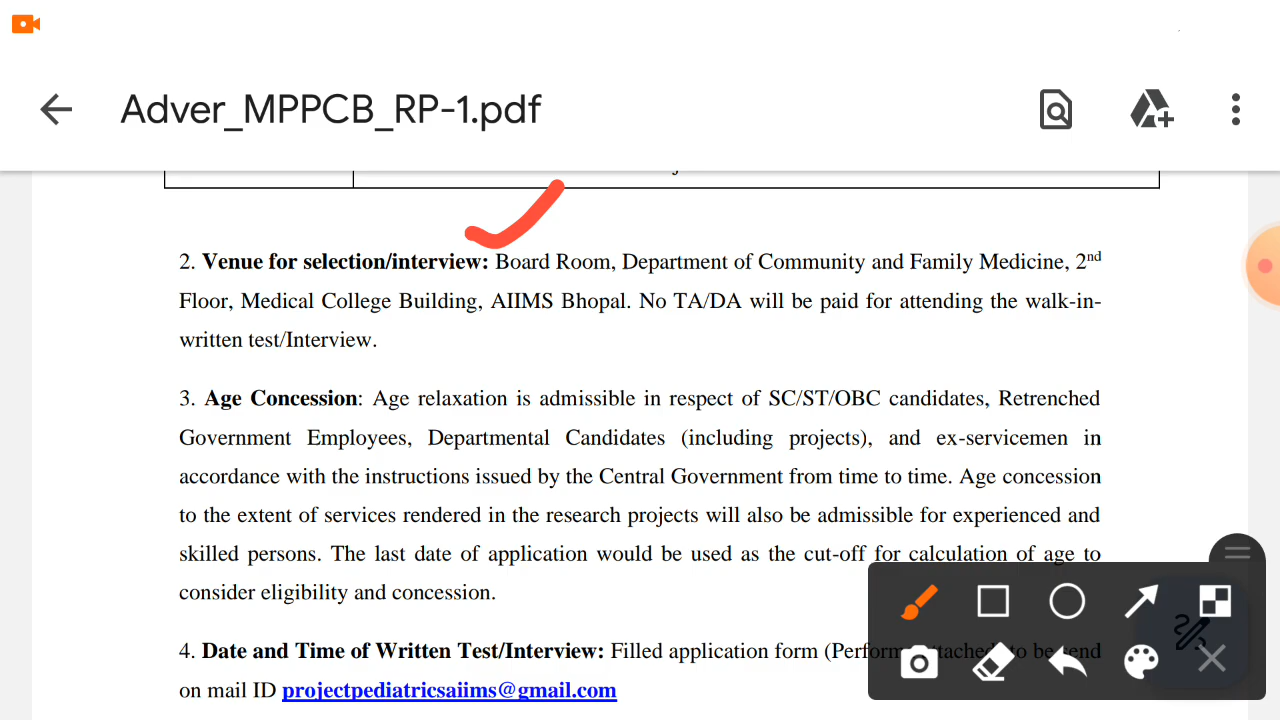 Adver_MPPCB_RP-1.pdf
2. Venue for selection/interview: Board Room, Department of Community and Family Medicine, 2nd
Floor, Medical College Building, AIIMS Bhopal. No TA/DA will be paid for attending the walk-in-
written test/Interview.
3. Age Concession: Age relaxation is admissible in respect of SC/ST/OBC candidates, Retrenched
Government Employees, Departmental Candidates (including projects), and ex-servicemen in
accordance with the instructions issued by the Central Government from time to time. Age concession
to the extent of services rendered in the research projects will also be admissible for experienced and
skilled persons. The last date of application would be used as the cut-off for calculation of age to
consider eligibility and concession.
4. Date and Time of Written Test/Interview: Filled application form (Perform attached) to be send
on mail ID projectpediatricsaiims@gmail.com